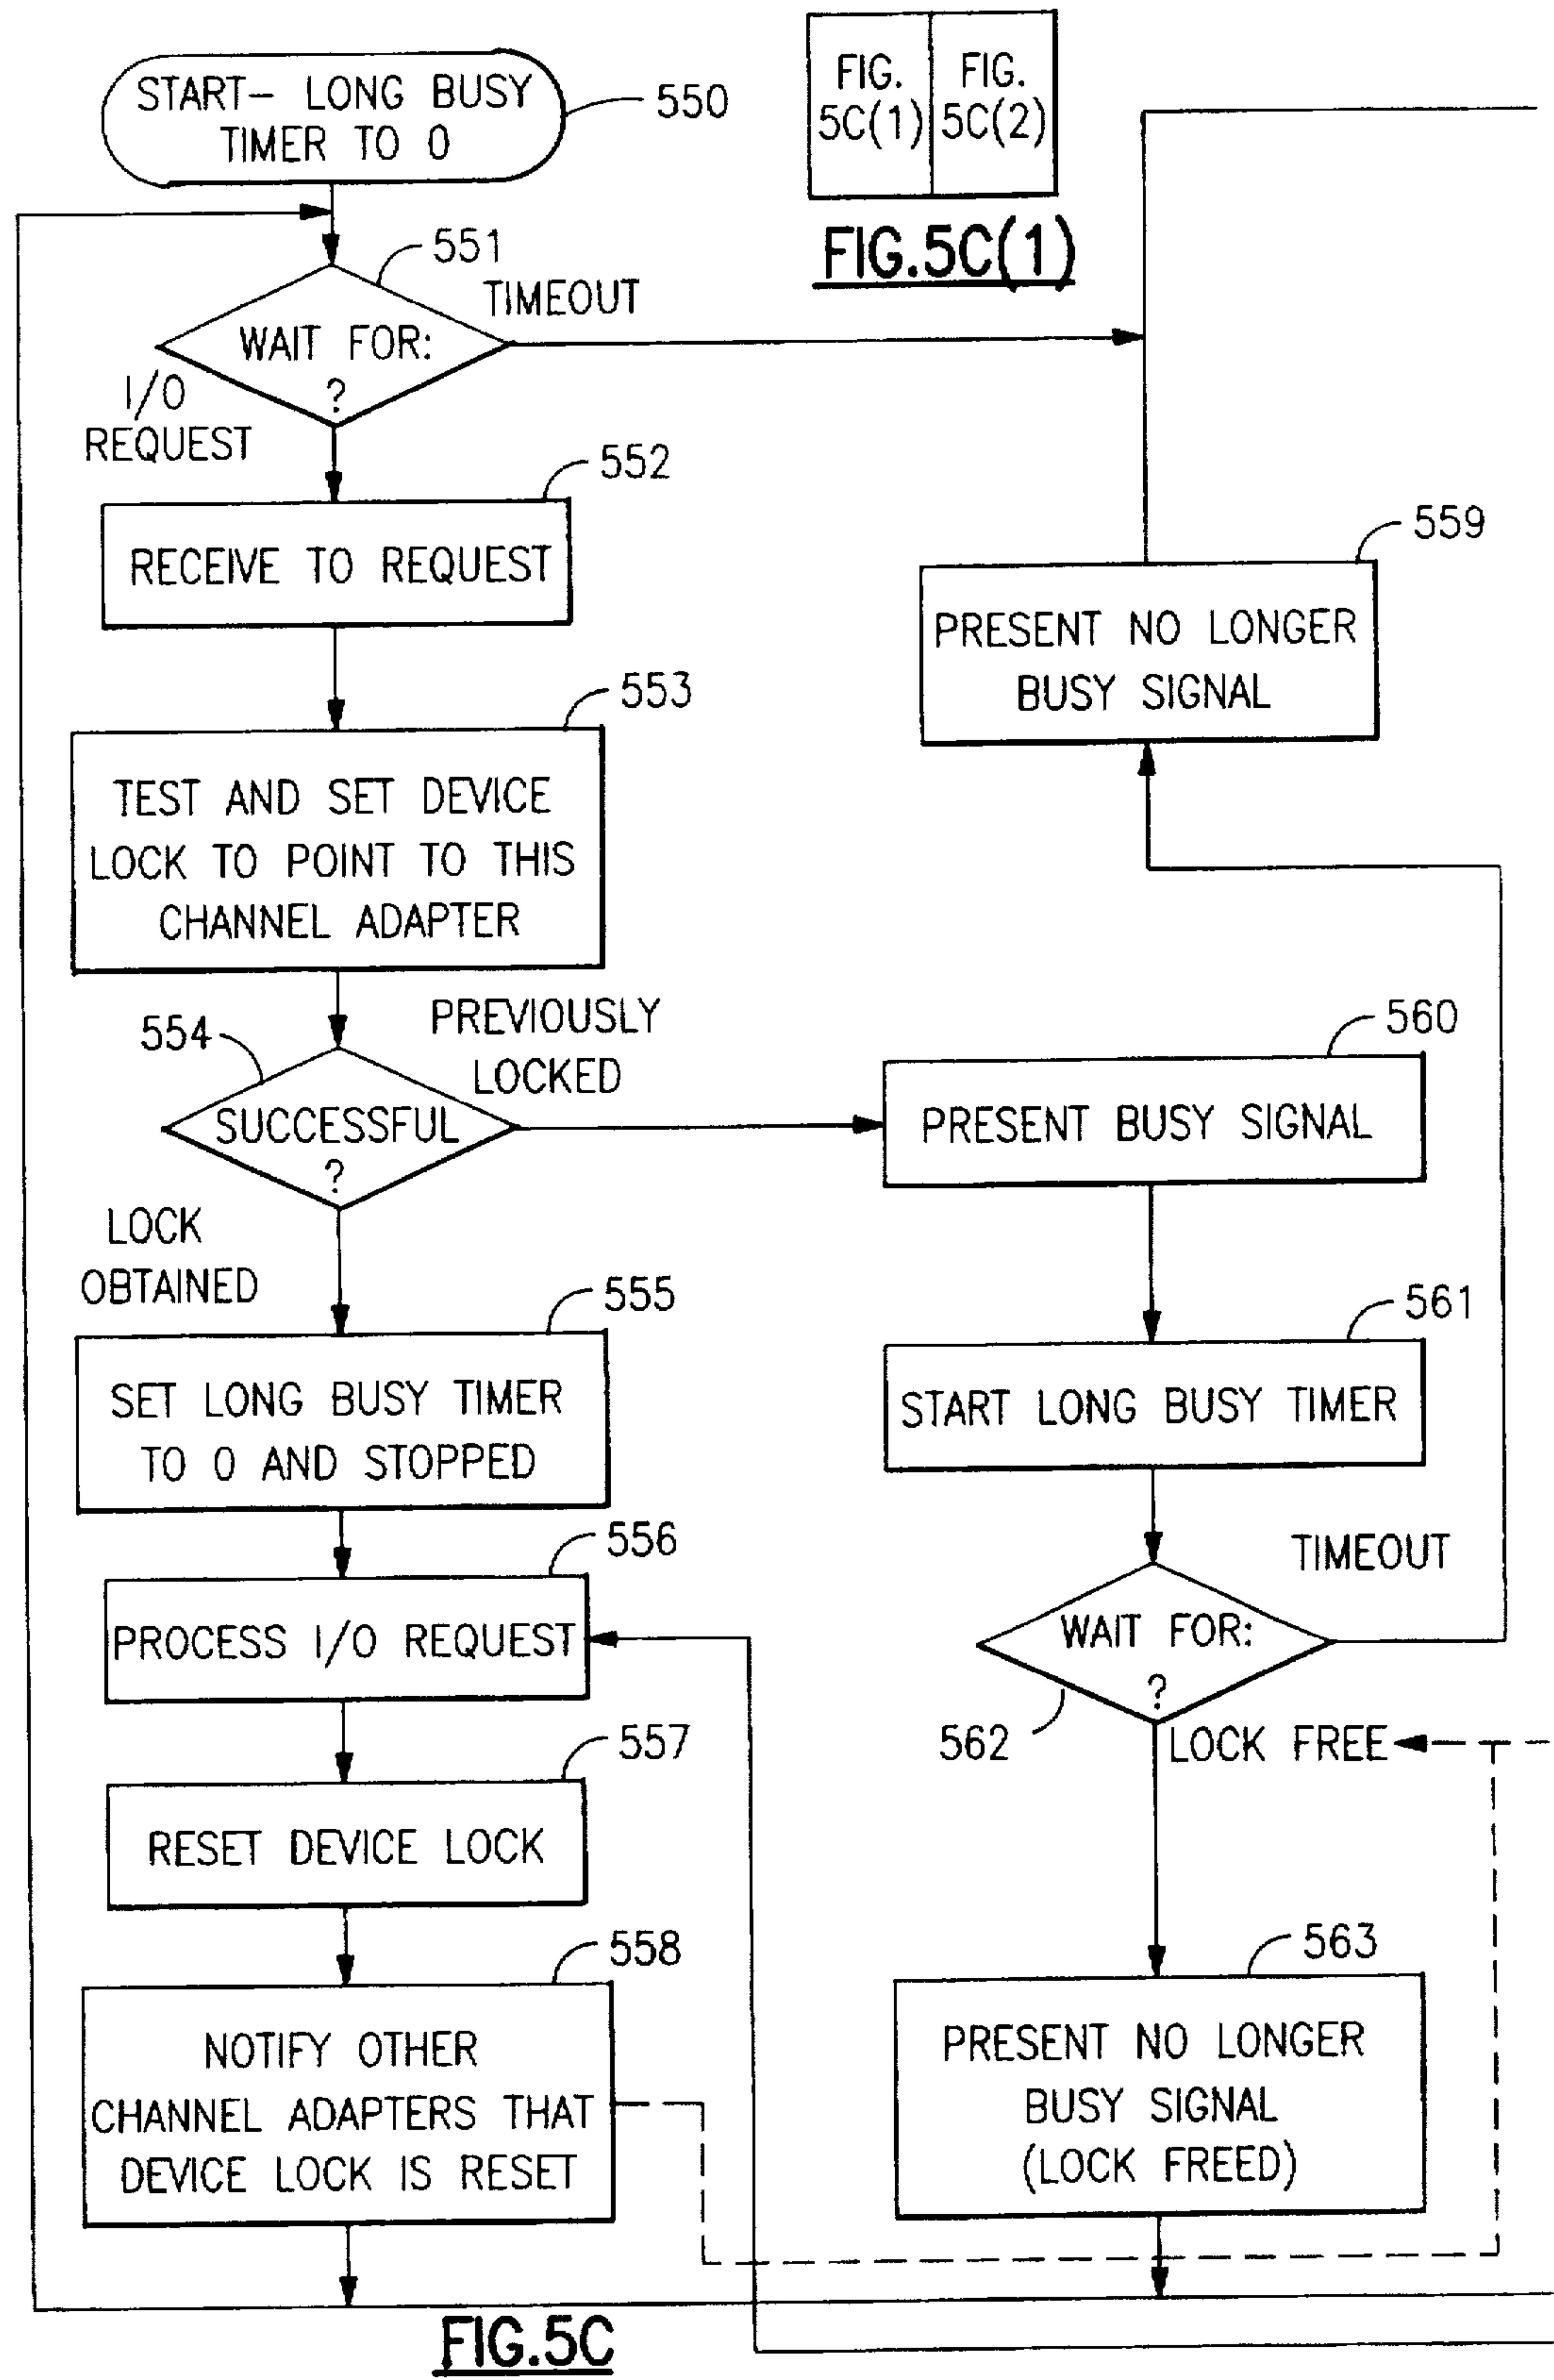 START- LONG BUSY
TIMER TO 0
550
FIG.
5C(1)
FIG.
5C(2)
FIG.5C(1)
551
TIMEOUT
WAIT FOR:
?
I/O
REQUEST
552
RECEIVE TO REQUEST
559
PRESENT NO LONGER
BUSY SIGNAL
553
TEST AND SET DEVICE
LOCK TO POINT TO THIS
CHANNEL ADAPTER
554
PREVIOUSLY
LOCKED
SUCCESSFUL
?
560
PRESENT BUSY SIGNAL
LOCK
OBTAINED
555
SET LONG BUSY TIMER
TO 0 AND STOPPED
561
START LONG BUSY TIMER
556
PROCESS I/O REQUEST
TIMEOUT
WAIT FOR:
?
562
LOCK FREE
557
RESET DEVICE LOCK
558
NOTIFY OTHER
CHANNEL ADAPTERS THAT
DEVICE LOCK IS RESET
563
PRESENT NO LONGER
BUSY SIGNAL
(LOCK FREED)
FIG.5C